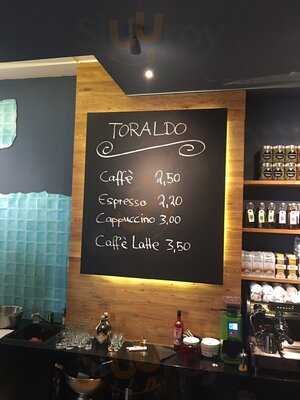 TORALDO
Caffè 2,50
Espresso 2,20
Cappuccino 3,00
Caffè Latte 3,50